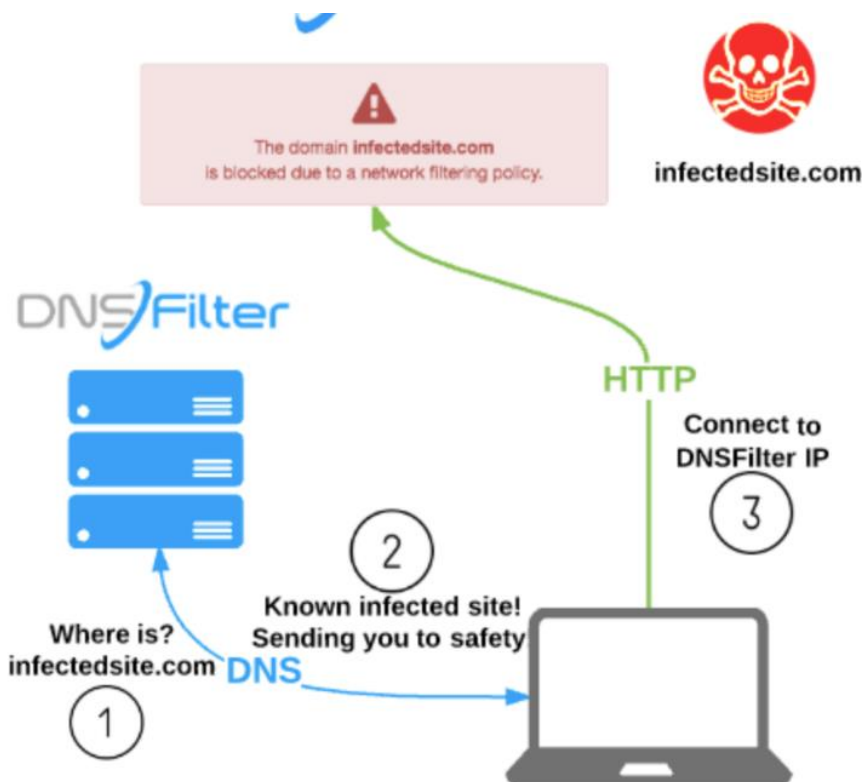 The domain infectedsite.com
is blocked due to a network filtering policy.
infectedsite.com
DNSFilter
HTTP
Connect to
DNSFilter IP
3
2
Known infected site!
Sending you to safety
Where is?
infectedsite.com
DNS
1